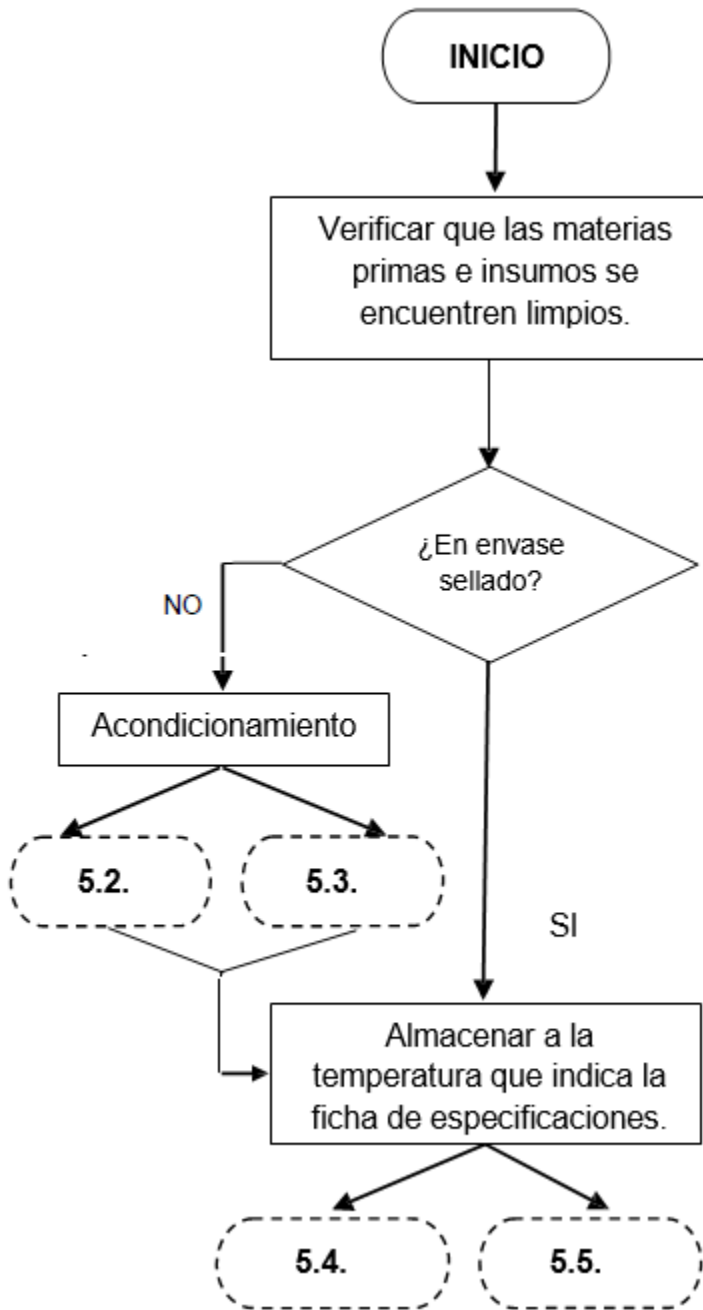 INICIO
Verificar que las materias
primas e insumos se
encuentren limpios.
¿En envase
sellado?
NO
Acondicionamiento
5.2.
5.3.
SI
Almacenar a la
temperatura que indica la
ficha de especificaciones.
5.4.
5.5.